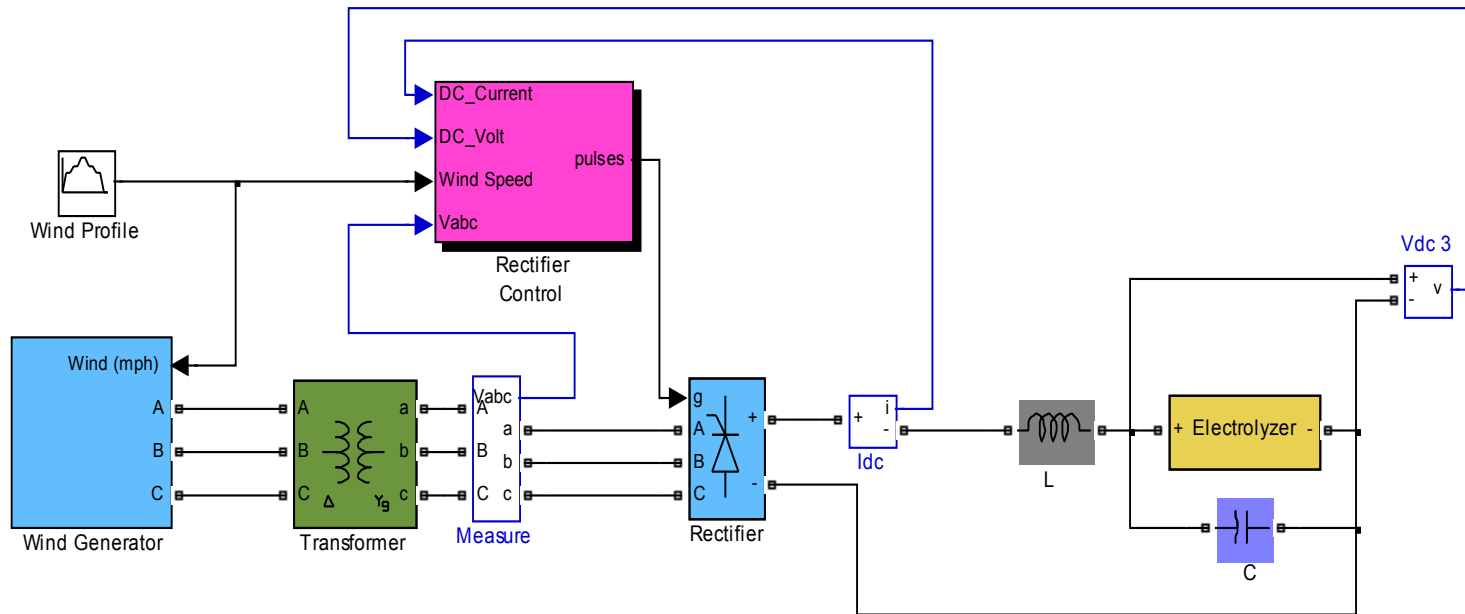 DC_Current
DC_Volt
Wind Speed
Vabc
pulses
Rectifier
Control
Wind Profile
Vdc 3
+
-
v
Wind (mph)
A
B
C
Wind Generator
A
B
C
a
b
c
Δ
Yg
Transformer
Vabc
A
B
C
a
b
c
Measure
g
A
B
C
+
-
Rectifier
+
i
-
Idc
L
+ Electrolyzer -
C